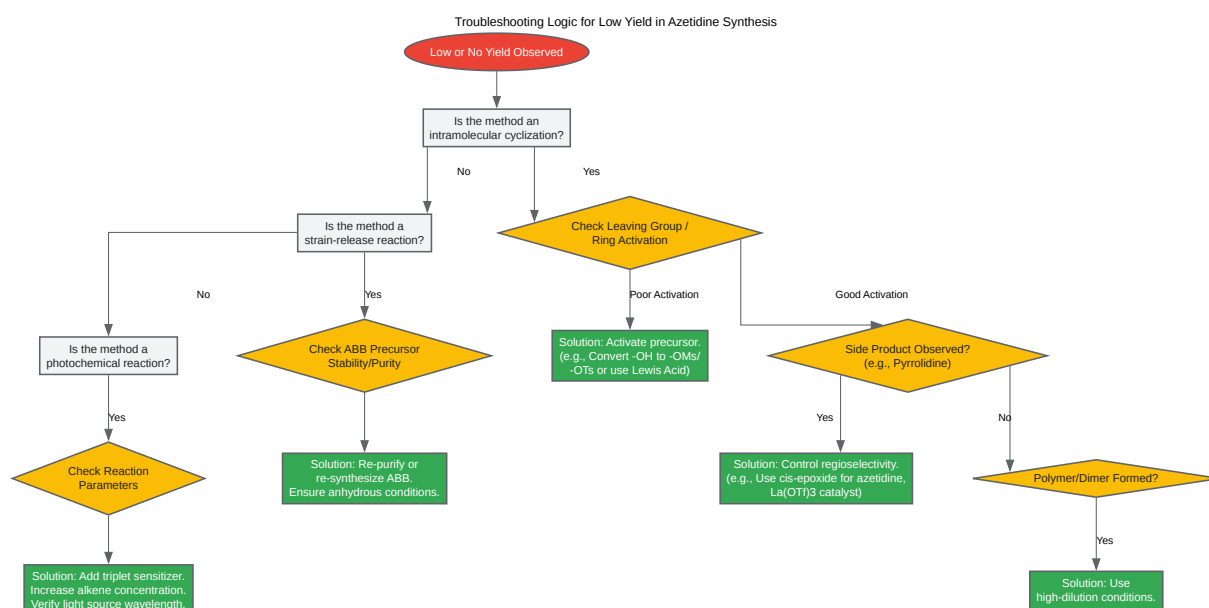 Troubleshooting Logic for Low Yield in Azetidine Synthesis
Low or No Yield Observed
Is the method an
intramolecular cyclization?
No
Yes
Is the method a
strain-release reaction?
Check Leaving Group /
Ring Activation
No
Yes
Poor Activation
Good Activation
Is the method a
photochemical reaction?
Check ABB Precursor
Stability/Purity
Solution: Activate precursor.
(e.g., Convert -OH to -OMs/
-OTs or use Lewis Acid)
Side Product Observed?
(e.g., Pyrrolidine)
Yes
Yes
No
Check Reaction
Parameters
Solution: Re-purify or
re-synthesize ABB.
Ensure anhydrous conditions.
Solution: Control regioselectivity.
(e.g., Use cis-epoxide for azetidine,
La(OTf)3 catalyst)
Polymer/Dimer Formed?
Yes
Solution: Add triplet sensitizer.
Increase alkene concentration.
Verify light source wavelength.
Solution: Use
high-dilution conditions.